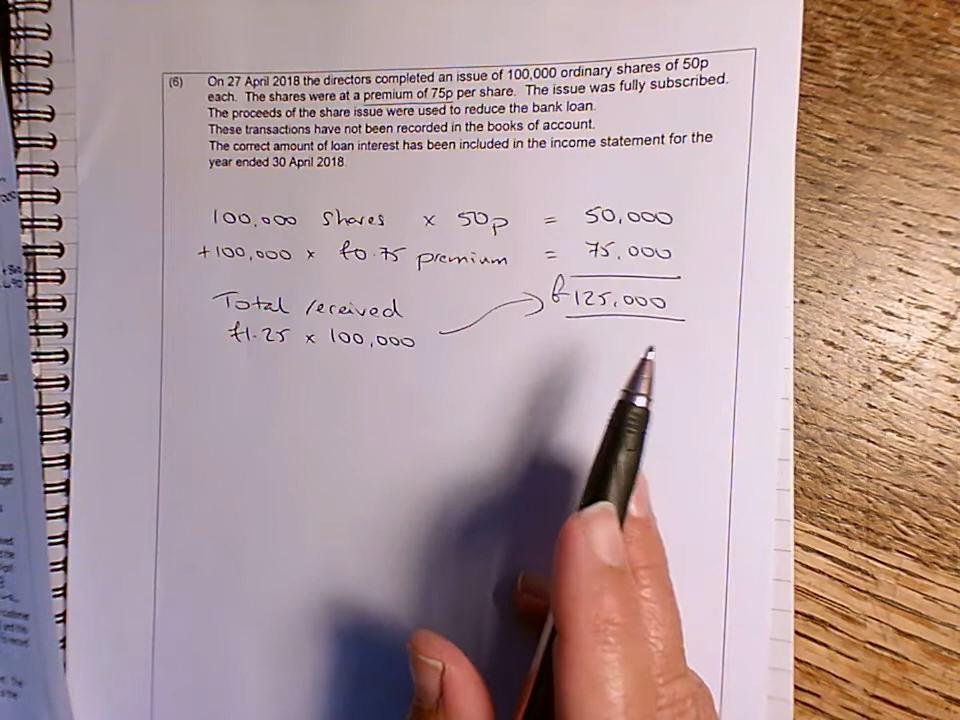 (6) On 27 April 2018 the directors completed an issue of 100,000 ordinary shares of 50p
each. The shares were at a premium of 75p per share. The issue was fully subscribed.
The proceeds of the share issue were used to reduce the bank loan.
These transactions have not been recorded in the books of account.
The correct amount of loan interest has been included in the income statement for the
year ended 30 April 2018.
100,000 shares x 50p = 50,000
+100,000 x £0.75 premium = 75,000
Total received £125,000
£1.25 x 100,000